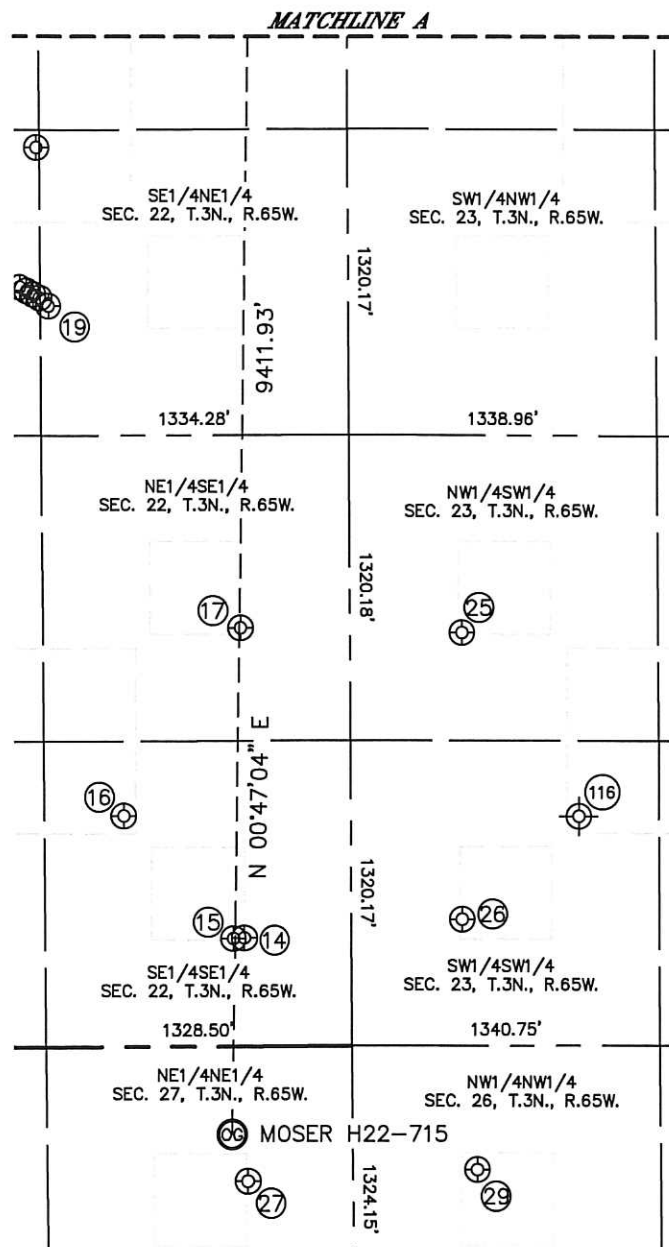 MATCHLINE A
SE1/4NE1/4
SEC. 22, T.3N., R.65W.
SW1/4NW1/4
SEC. 23, T.3N., R.65W.
1320.17'
9411.93'
19
1334.28'
1338.96'
NE1/4SE1/4
SEC. 22, T.3N., R.65W.
NW1/4SW1/4
SEC. 23, T.3N., R.65W.
1320.18'
17
25
N 00°47'04" E
16
116
1320.17'
15
14
26
SE1/4SE1/4
SEC. 22, T.3N., R.65W.
SW1/4SW1/4
SEC. 23, T.3N., R.65W.
1328.50'
1340.75'
NE1/4NE1/4
SEC. 27, T.3N., R.65W.
NW1/4NW1/4
SEC. 26, T.3N., R.65W.
OG MOSER H22-715
1324.15'
27
29